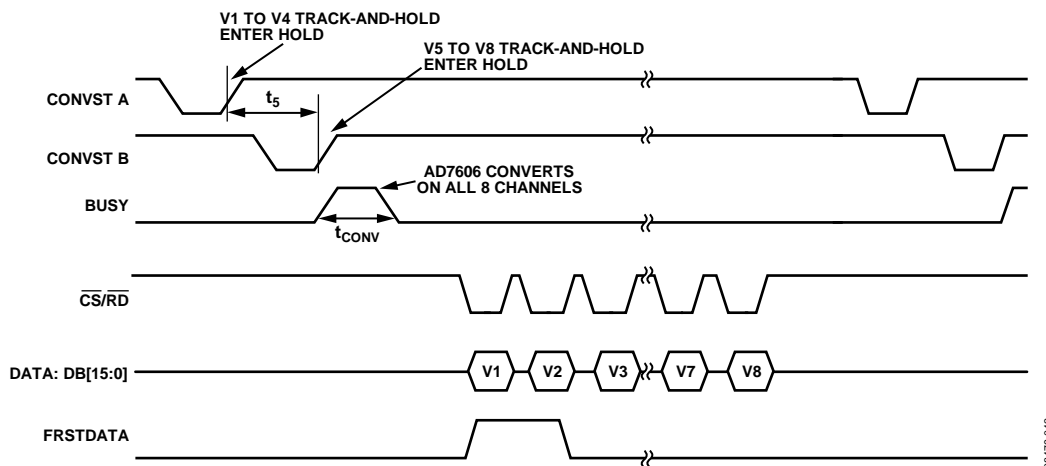 V1 TO V4 TRACK-AND-HOLD
ENTER HOLD
V5 TO V8 TRACK-AND-HOLD
ENTER HOLD
CONVST A
t5
CONVST B
AD7606 CONVERTS
ON ALL 8 CHANNELS
BUSY
tCONV
CS/RD
DATA: DB[15:0]
V1
V2
V3
V7
V8
FRSTDATA